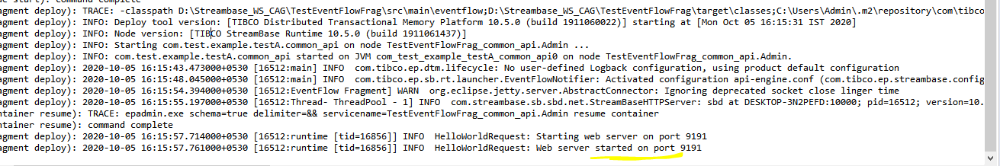 de start): command complete
agment deploy): TRACE: -classpath D:\Streambase_WS_CAG\TestEventFlowFrag\src\main\eventflow;D:\Streambase_WS_CAG\TestEventFlowFrag\target\classes;C:\Users\Admin\.m2\repository\com\tibco
agment deploy): INFO: Deploy tool version: [TIBCO Distributed Transactional Memory Platform 10.5.0 (build 1911060022)] starting at [Mon Oct 05 16:15:31 IST 2020]
agment deploy): INFO: Node version: [TIBCO StreamBase Runtime 10.5.0 (build 1911061437)]
agment deploy): INFO: Starting com.test.example.testA.common_api on node TestEventFlowFrag_common_api.Admin ...
agment deploy): INFO: com.test.example.testA.common_api started on JVM com_test_example_testA_common_api0 on node TestEventFlowFrag_common_api.Admin.
agment deploy): 2020-10-05 16:15:43.473000+0530 [16512:main] INFO com.tibco.ep.dtm.lifecycle: No user-defined Logback configuration, using product default configuration
agment deploy): 2020-10-05 16:15:48.045000+0530 [16512:main] INFO com.tibco.ep.sb.rt.launcher.EventFlowNotifier: Activated configuration api-engine.conf (com.tibco.ep.streambase.config
agment deploy): 2020-10-05 16:15:54.394000+0530 [16512:EventFlow Fragment] WARN org.eclipse.jetty.server.AbstractConnector: Ignoring deprecated socket close linger time
agment deploy): 2020-10-05 16:15:55.197000+0530 [16512:Thread- ThreadPool - 1] INFO com.streambase.sb.sbd.net.StreamBaseHTTPServer: sbd at DESKTOP-3N2PEFD:10000; pid=16512; version=10.
ntainer resume): TRACE: epadmin.exe schema=true delimiter=&& servicename=TestEventFlowFrag_common_api.Admin resume container
ntainer resume): command complete
agment deploy): 2020-10-05 16:15:57.714000+0530 [16512:runtime [tid=16856]] INFO HelloWorldRequest: Starting web server on port 9191
agment deploy): 2020-10-05 16:15:57.761000+0530 [16512:runtime [tid=16856]] INFO HelloWorldRequest: Web server started on port 9191